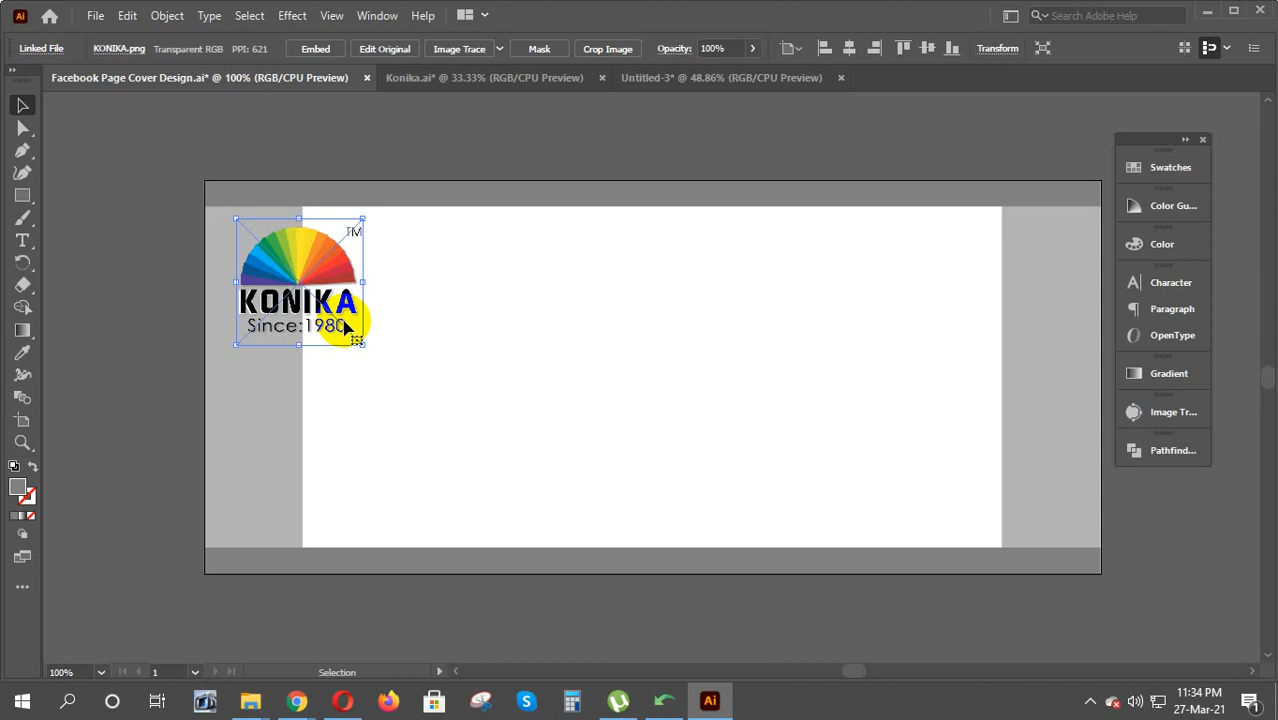 Ai File Edit Object Type Select Effect View Window Help Search Adobe Help
Linked File KONIKA.png Transparent RGB PPI: 621 Embed Edit Original Image Trace Mask Crop Image Opacity: 100% Transform
Facebook Page Cover Design.ai* @ 100% (RGB/CPU Preview) × Konika.ai* @ 33.33% (RGB/CPU Preview) × Untitled-3* @ 48.86% (RGB/CPU Preview) ×
TM
KONIKA
Since:1980
Swatches
Color Gu...
Color
Character
Paragraph
OpenType
Gradient
Image Tr...
Pathfind...
100% 1 Selection
Ai 11:34 PM
27-Mar-21